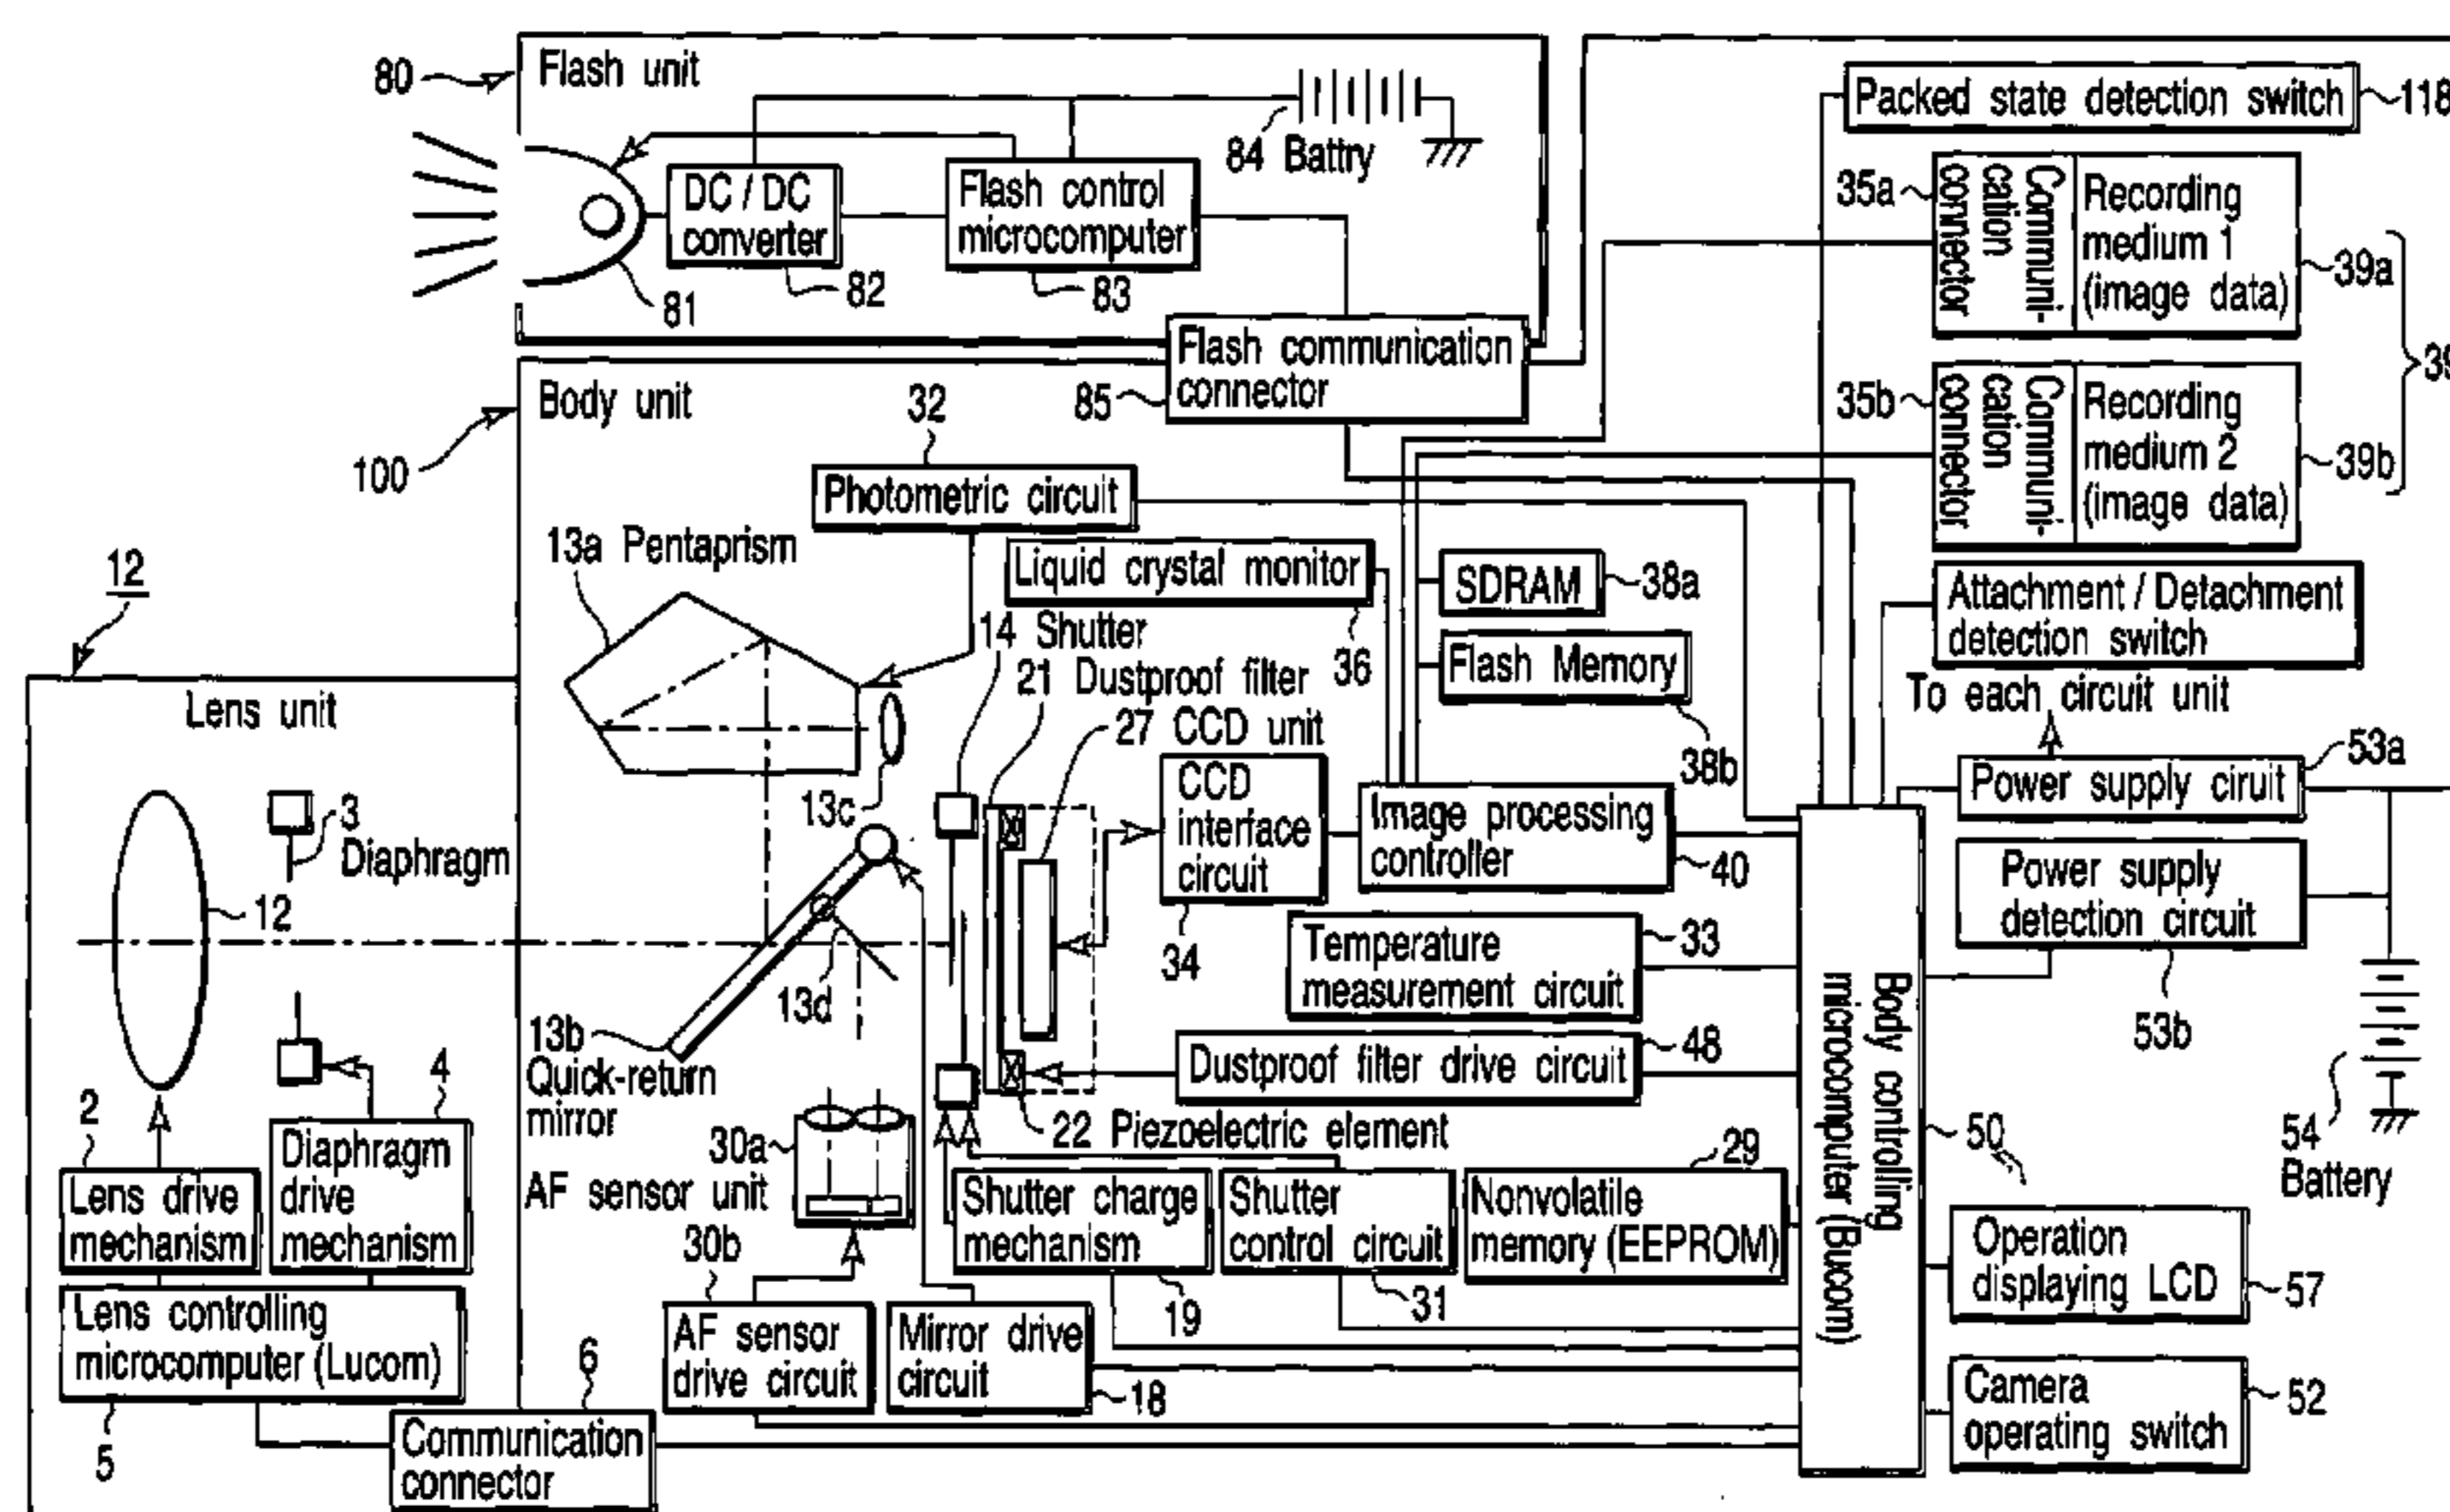 80
Flash unit
84 Battry
DC / DC
converter
82
Flash control
microcomputer
83
81
Flash communication
connector
85
Packed state detection switch
118
35a
Communi-
cation
connector
Recording
medium 1
(image data)
39a
35b
Communi-
cation
connector
Recording
medium 2
(image data)
39b
Body unit
100
32
Photometric circuit
13a Pentaprism
Liquid crystal monitor
36
SDRAM
38a
Flash Memory
38b
Attachment / Detachment
detection switch
To each circuit unit
12
Lens unit
14 Shutter
21 Dustproof filter
27 CCD unit
13c
CCD
interface
circuit
34
Image processing
controller
40
Power supply ciruit
53a
Power supply
detection circuit
53b
3
Diaphragm
12
13d
13b
Quick-return
mirror
Temperature
measurement circuit
33
Dustproof filter drive circuit
48
22 Piezoelectric element
Body controlling
microcomputer (Bucom)
50
54
Battery
2
Lens drive
mechanism
4
Diaphragm
drive
mechanism
Lens controlling
microcomputer (Lucom)
5
6
Communication
connector
30a
AF sensor unit
30b
AF sensor
drive circuit
Mirror drive
circuit
18
Shutter charge
mechanism
19
Shutter
control circuit
31
29
Nonvolatile
memory (EEPROM)
Operation
displaying LCD
57
Camera
operating switch
52